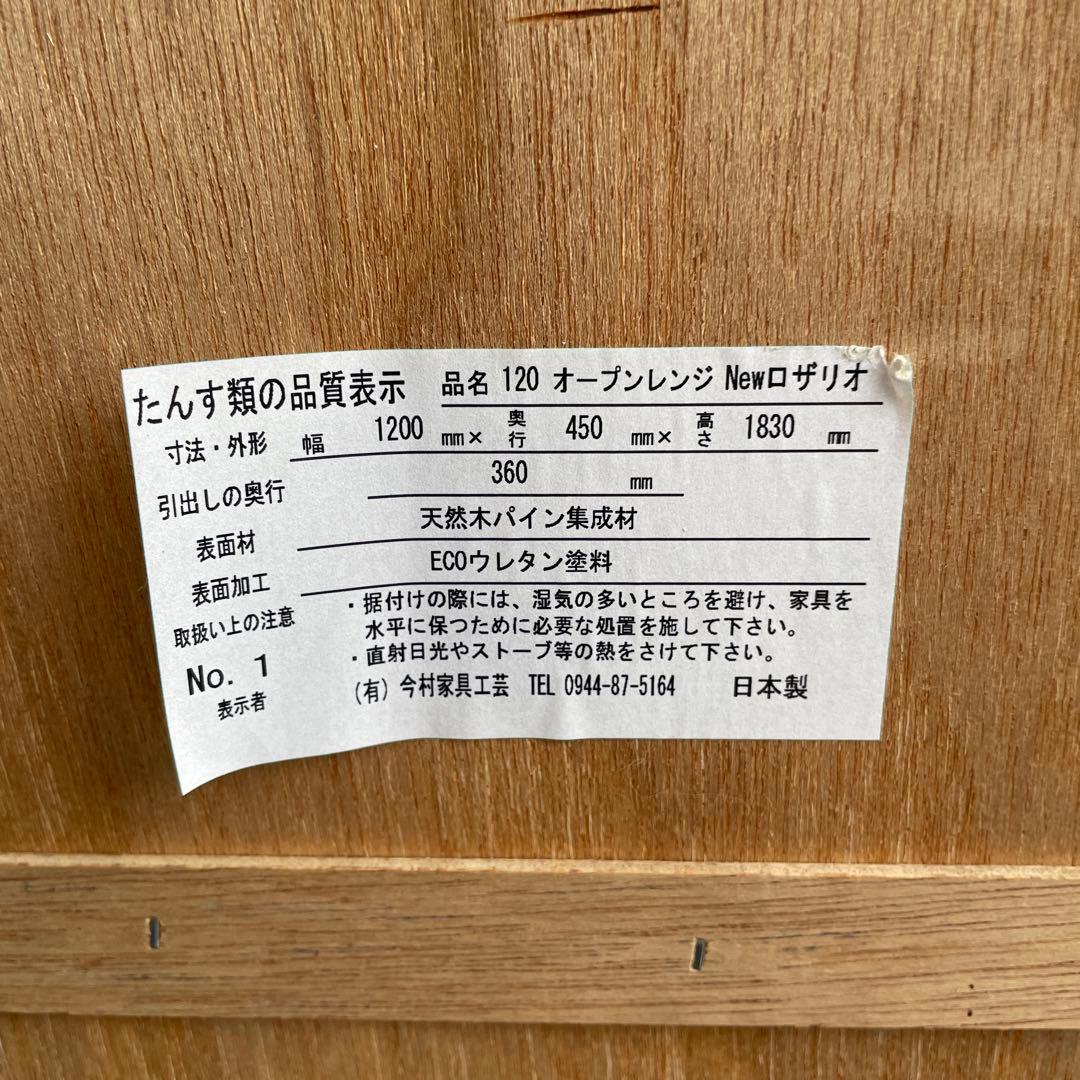 たんす類の品質表示 品名 120 オープンレンジ Newロザリオ
寸法・外形 幅 1200 mm× 奥行 450 mm× 高さ 1830 mm
引出しの奥行 360 mm
表面材 天然木パイン集成材
表面加工 ECOウレタン塗料
取扱い上の注意 ・据付けの際には、湿気の多いところを避け、家具を
水平に保つために必要な処置を施して下さい。
・直射日光やストーブ等の熱をさけて下さい。
No. 1
表示者 (有) 今村家具工芸 TEL 0944-87-5164 日本製